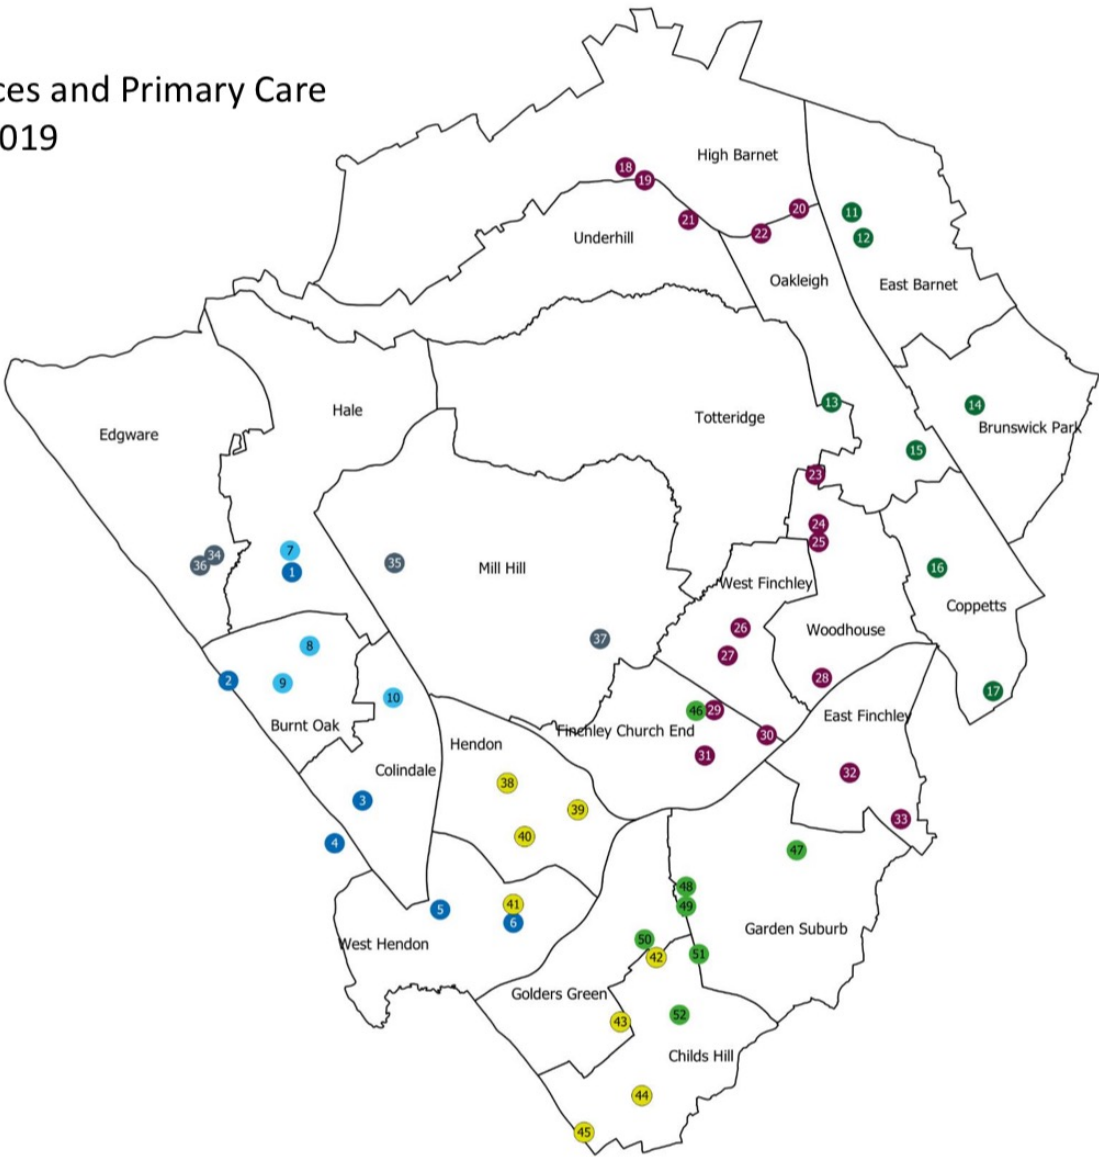 ces and Primary Care
019
High Barnet
18
19
20
11
21
22
12
Underhill
Oakleigh
East Barnet
Hale
13
14
Totteridge
Brunswick Park
Edgware
15
23
24
25
34
7
36
35
1
Mill Hill
16
West Finchley
Coppetts
26
Woodhouse
37
8
27
2
9
28
17
10
46
29
East Finchley
Burnt Oak
Finchley Church End
30
Hendon
31
Colindale
32
38
3
39
33
40
4
47
48
41
49
5
6
Garden Suburb
50
West Hendon
51
42
Golders Green
52
43
Childs Hill
44
45